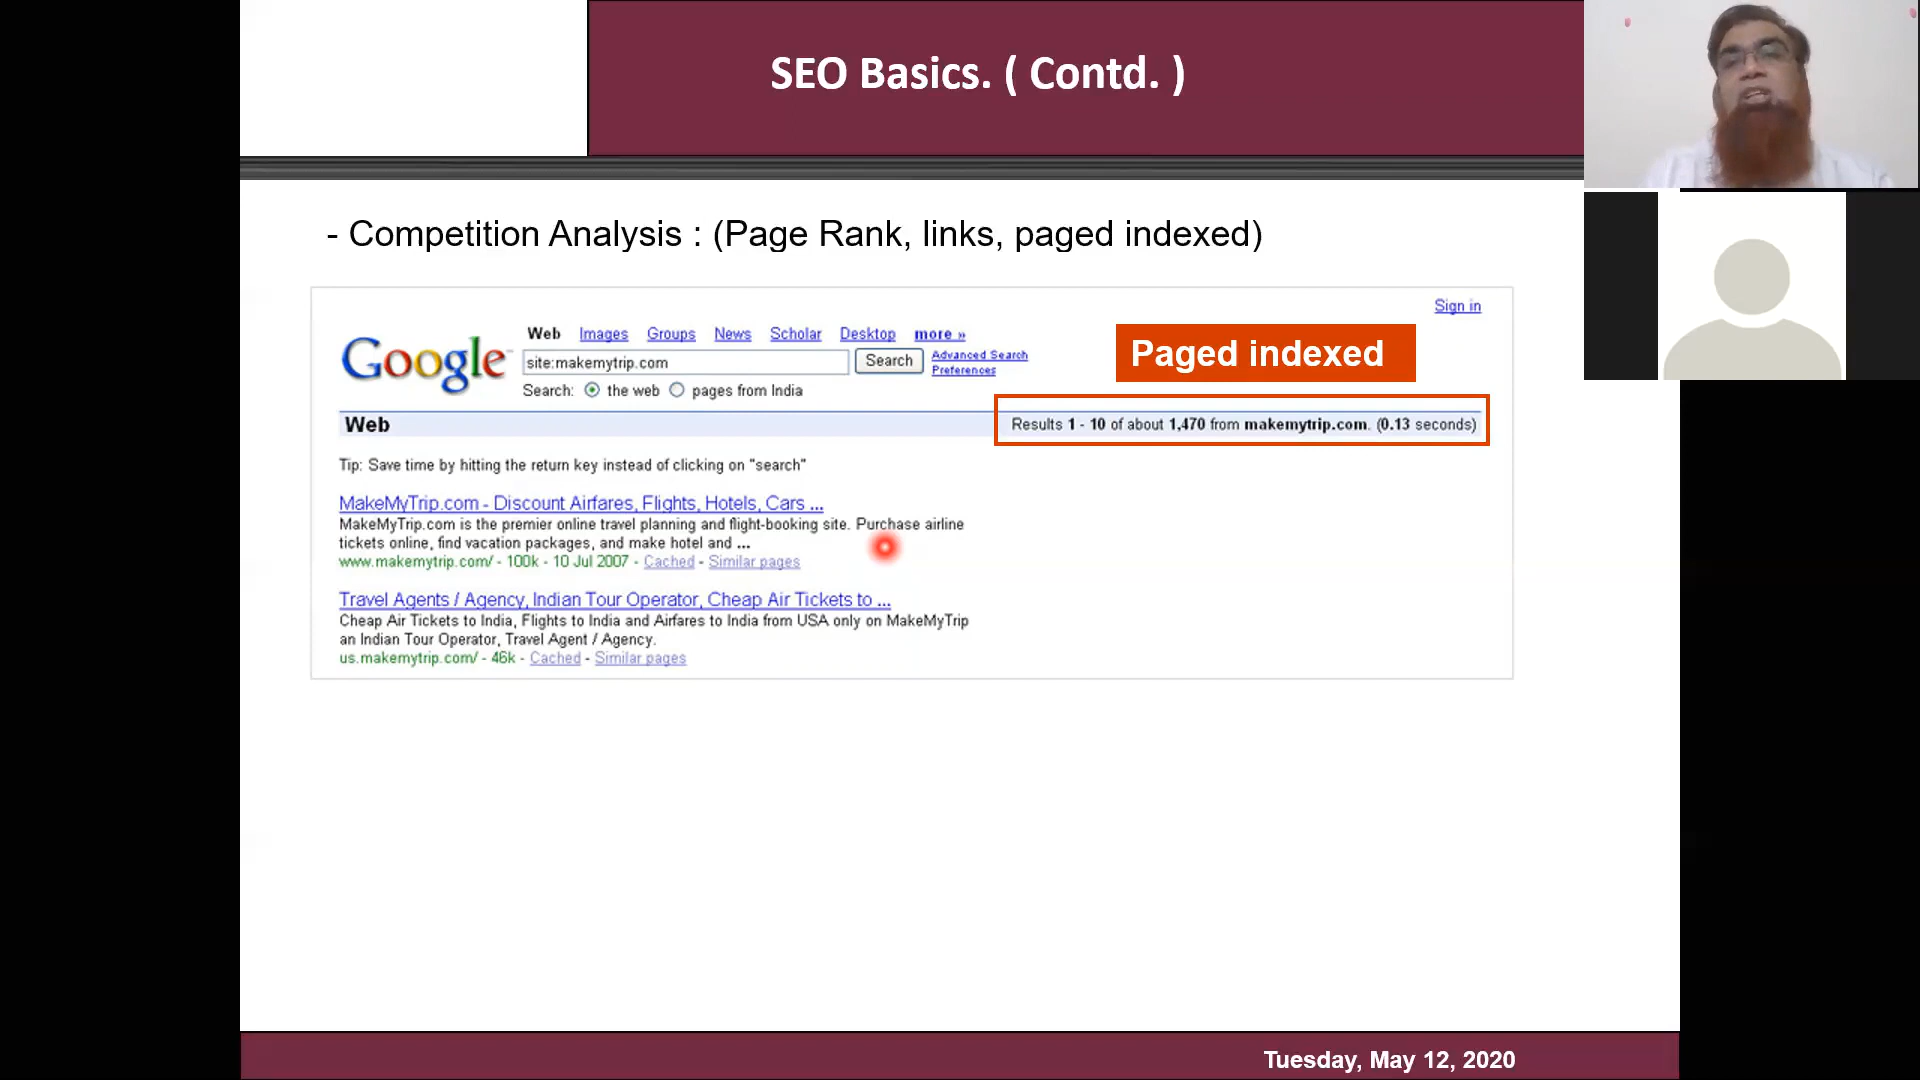 SEO Basics. ( Contd. )
- Competition Analysis : (Page Rank, links, paged indexed)
Sign in
Web Images Groups News Scholar Desktop more »
Google
site:makemytrip.com Search Advanced Search
Preferences
Search: the web pages from India
Paged indexed
Web Results 1 - 10 of about 1,470 from makemytrip.com. (0.13 seconds)
Tip: Save time by hitting the return key instead of clicking on "search"
MakeMyTrip.com - Discount Airfares, Flights, Hotels, Cars ...
MakeMyTrip.com is the premier online travel planning and flight-booking site. Purchase airline
tickets online, find vacation packages, and make hotel and ...
www.makemytrip.com/ - 100k - 10 Jul 2007 - Cached - Similar pages
Travel Agents / Agency, Indian Tour Operator, Cheap Air Tickets to ...
Cheap Air Tickets to India, Flights to India and Airfares to India from USA only on MakeMyTrip
an Indian Tour Operator, Travel Agent / Agency.
us.makemytrip.com/ - 46k - Cached - Similar pages
Tuesday, May 12, 2020